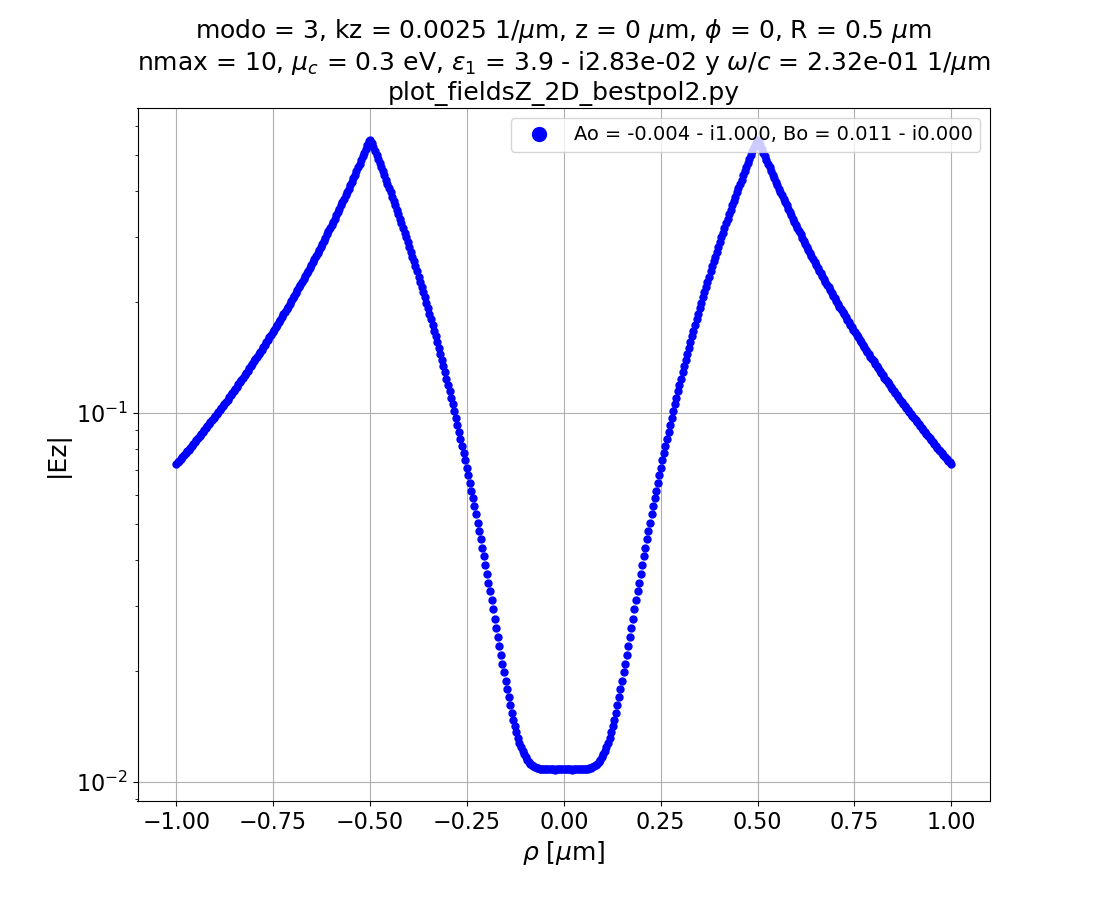 modo = 3, kz = 0.0025 1/μm, z = 0 μm, ϕ = 0, R = 0.5 μm
nmax = 10, μc = 0.3 eV, ε1 = 3.9 - i2.83e-02 y ω/c = 2.32e-01 1/μm
plot_fieldsZ_2D_bestpol2.py
Ao = -0.004 - i1.000, Bo = 0.011 - i0.000
|Ez|
10−1
10−2
−1.00 −0.75 −0.50 −0.25 0.00 0.25 0.50 0.75 1.00
ρ [μm]